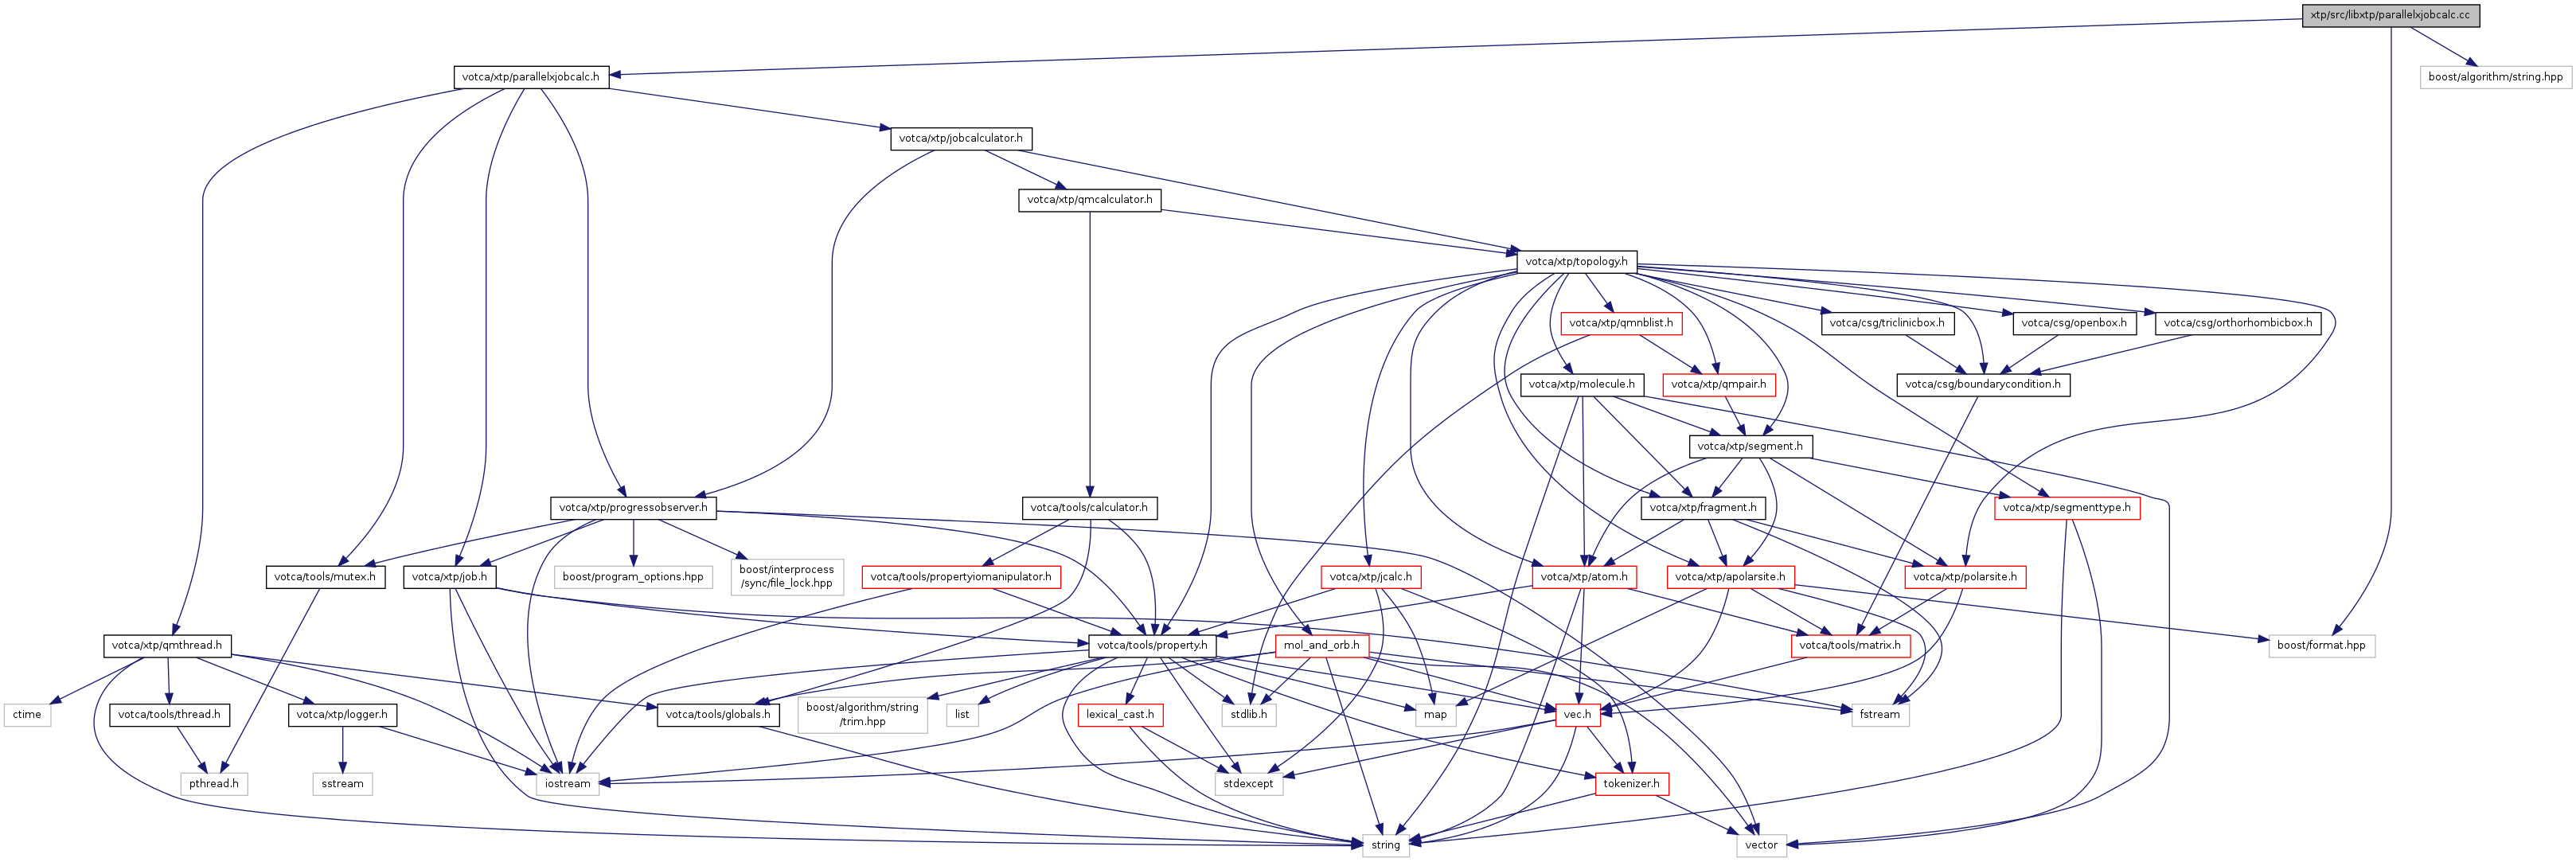 xtp/src/libxtp/parallelxjobcalc.cc
votca/xtp/parallelxjobcalc.h
boost/algorithm/string.hpp
votca/xtp/jobcalculator.h
votca/xtp/qmcalculator.h
votca/xtp/topology.h
votca/xtp/qmnblist.h
votca/csg/triclinicbox.h
votca/csg/openbox.h
votca/csg/orthorhombicbox.h
votca/xtp/molecule.h
votca/xtp/qmpair.h
votca/csg/boundarycondition.h
votca/xtp/segment.h
votca/xtp/progressobserver.h
votca/tools/calculator.h
votca/xtp/fragment.h
votca/xtp/segmenttype.h
votca/tools/mutex.h
votca/xtp/job.h
boost/program_options.hpp
boost/interprocess
/sync/file_lock.hpp
votca/tools/propertyiomanipulator.h
votca/xtp/jcalc.h
votca/xtp/atom.h
votca/xtp/apolarsite.h
votca/xtp/polarsite.h
votca/xtp/qmthread.h
votca/tools/property.h
mol_and_orb.h
votca/tools/matrix.h
boost/format.hpp
ctime
votca/tools/thread.h
votca/xtp/logger.h
votca/tools/globals.h
boost/algorithm/string
/trim.hpp
list
lexical_cast.h
stdlib.h
map
vec.h
fstream
pthread.h
sstream
iostream
stdexcept
tokenizer.h
string
vector